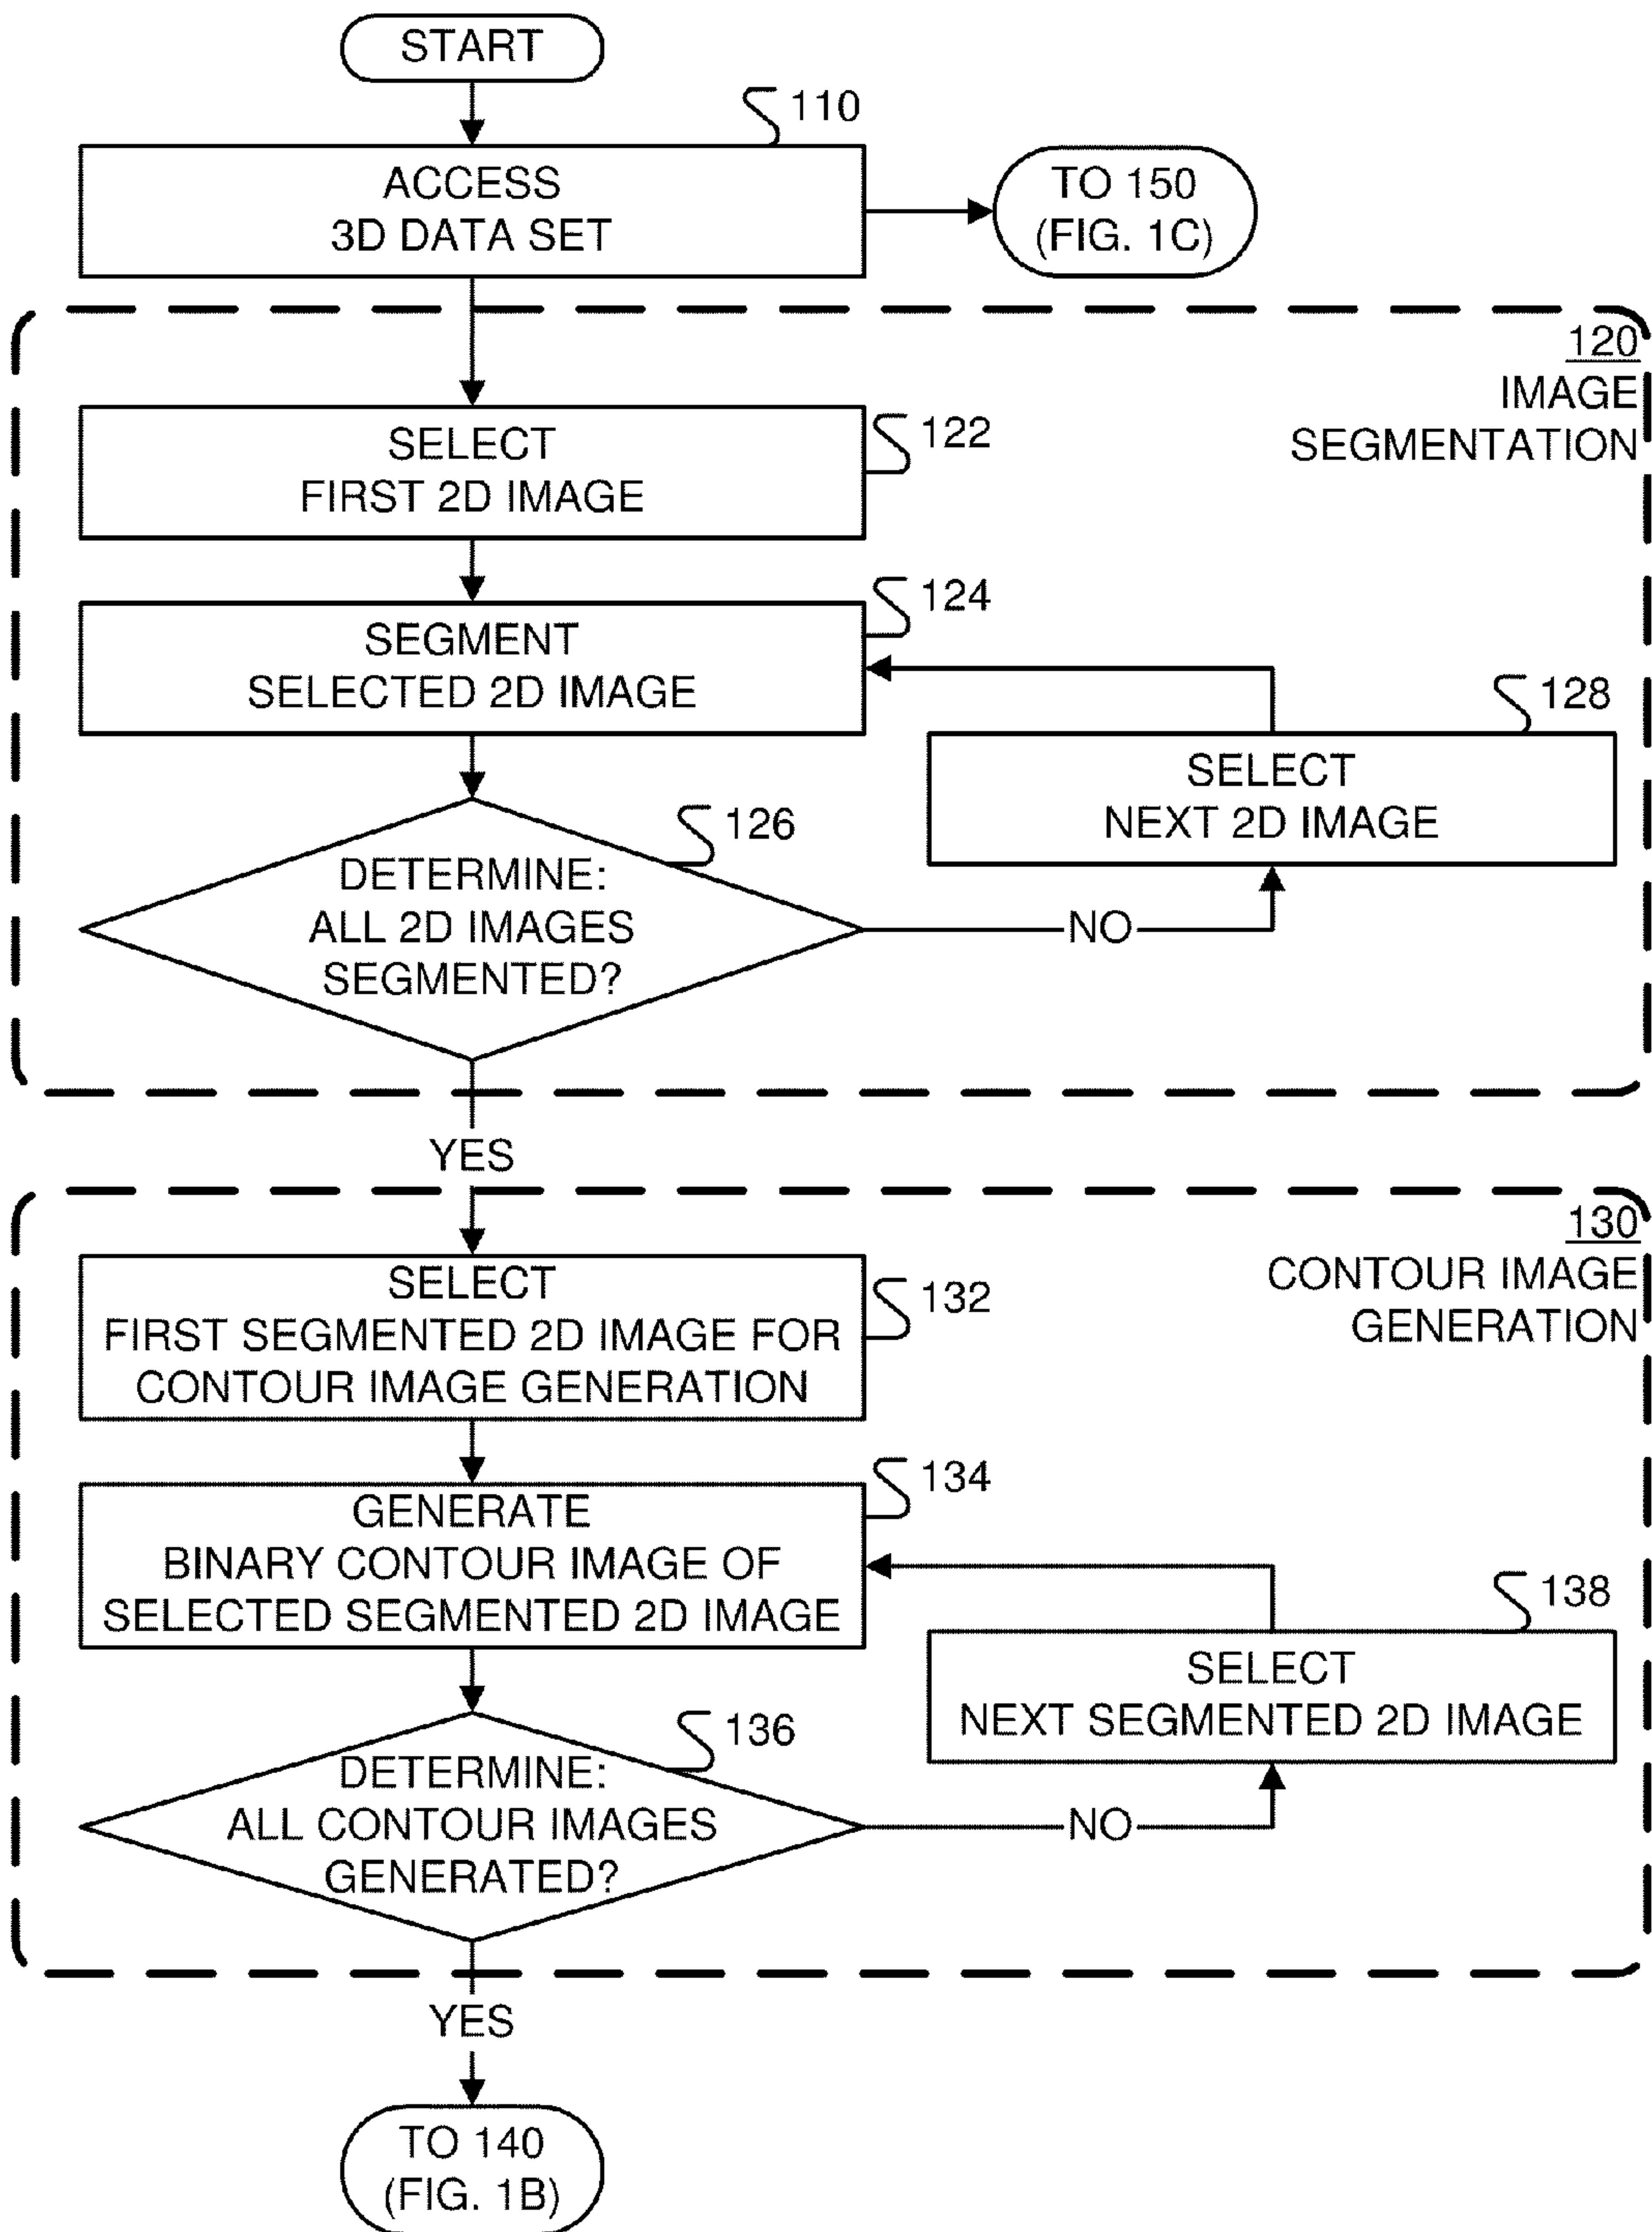 START
110
ACCESS
3D DATA SET
TO 150
(FIG. 1C)
120
IMAGE
SEGMENTATION
SELECT
FIRST 2D IMAGE
122
SEGMENT
SELECTED 2D IMAGE
124
128
SELECT
NEXT 2D IMAGE
126
DETERMINE:
ALL 2D IMAGES
SEGMENTED?
NO
YES
130
CONTOUR IMAGE
GENERATION
SELECT
FIRST SEGMENTED 2D IMAGE FOR
CONTOUR IMAGE GENERATION
132
GENERATE
BINARY CONTOUR IMAGE OF
SELECTED SEGMENTED 2D IMAGE
134
138
SELECT
NEXT SEGMENTED 2D IMAGE
136
DETERMINE:
ALL CONTOUR IMAGES
GENERATED?
NO
YES
TO 140
(FIG. 1B)